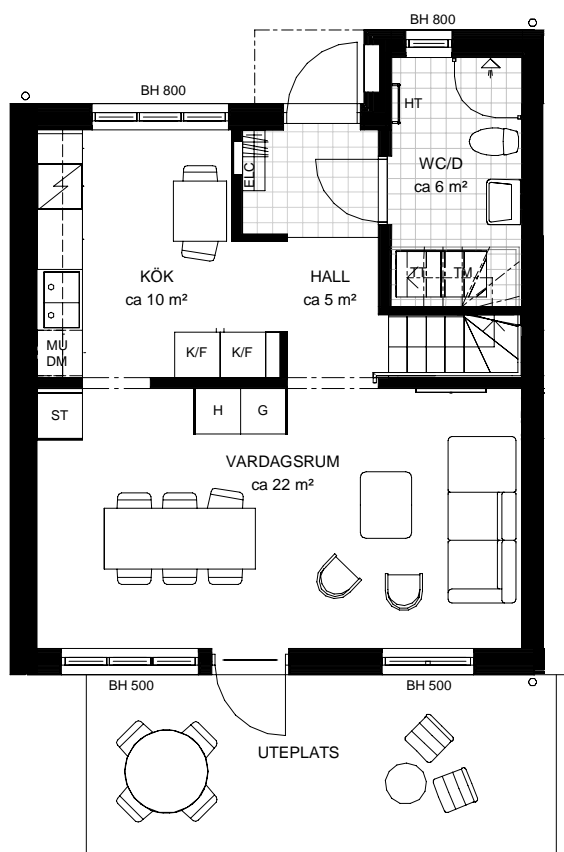 BH 800
BH 800
HT
ELC
WC/D
ca 6 m²
KÖK
ca 10 m²
HALL
ca 5 m²
TT
TM
MU
DM
K/F
K/F
ST
H
G
VARDAGSRUM
ca 22 m²
BH 500
BH 500
UTEPLATS